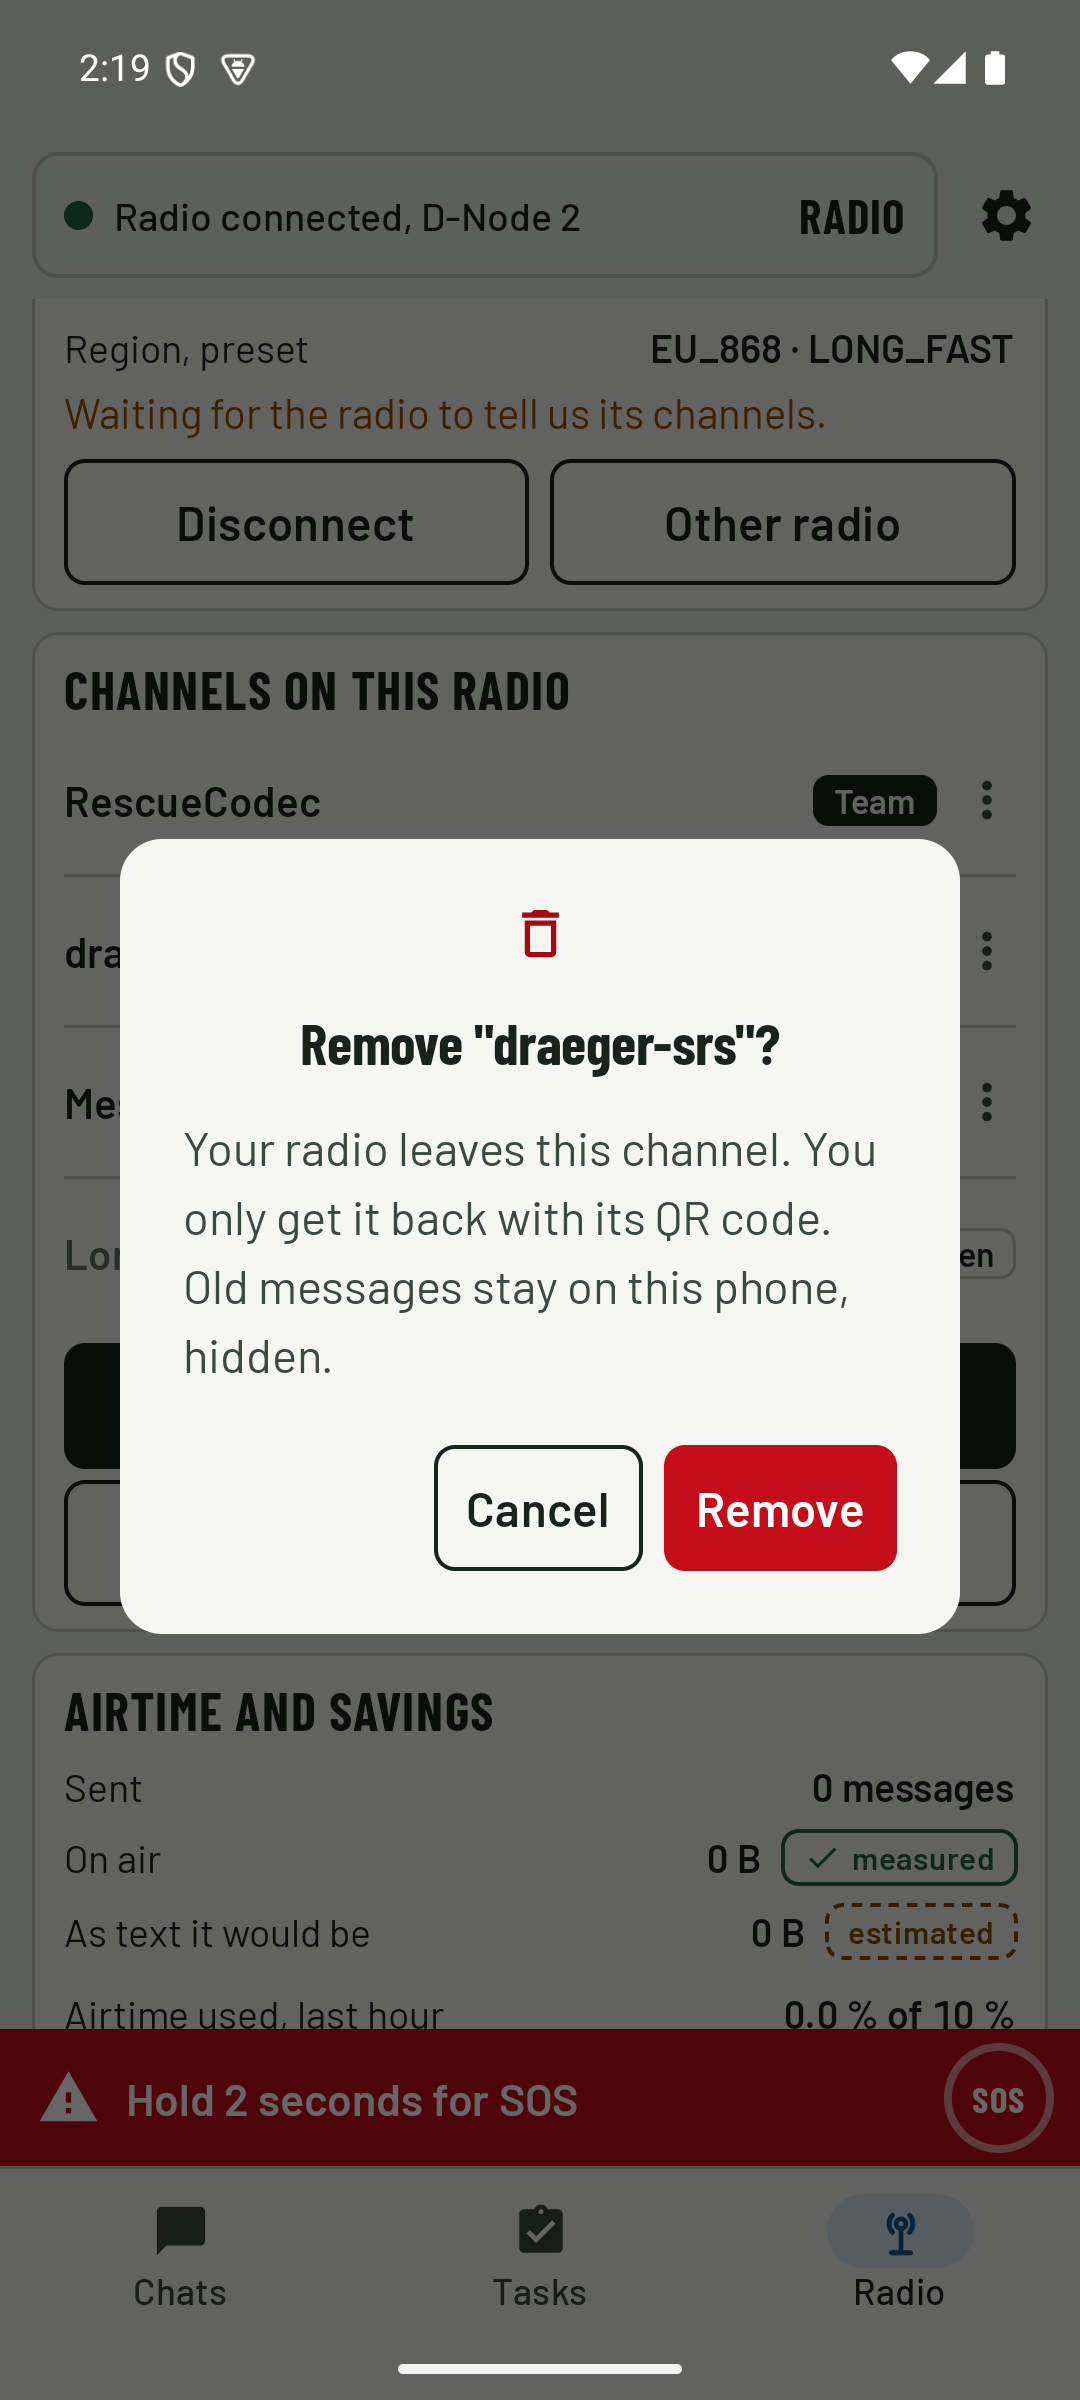 2:19
Radio connected, D-Node 2 RADIO
Region, preset EU_868 · LONG_FAST
Waiting for the radio to tell us its channels.
Disconnect Other radio
CHANNELS ON THIS RADIO
RescueCodec Team
dra
Remove "draeger-srs"?
Mes
Your radio leaves this channel. You
only get it back with its QR code.
Lon en
Old messages stay on this phone,
hidden.
Cancel Remove
AIRTIME AND SAVINGS
Sent 0 messages
On air 0 B measured
As text it would be 0 B estimated
Airtime used, last hour 0.0 % of 10 %
Hold 2 seconds for SOS SOS
Chats Tasks Radio